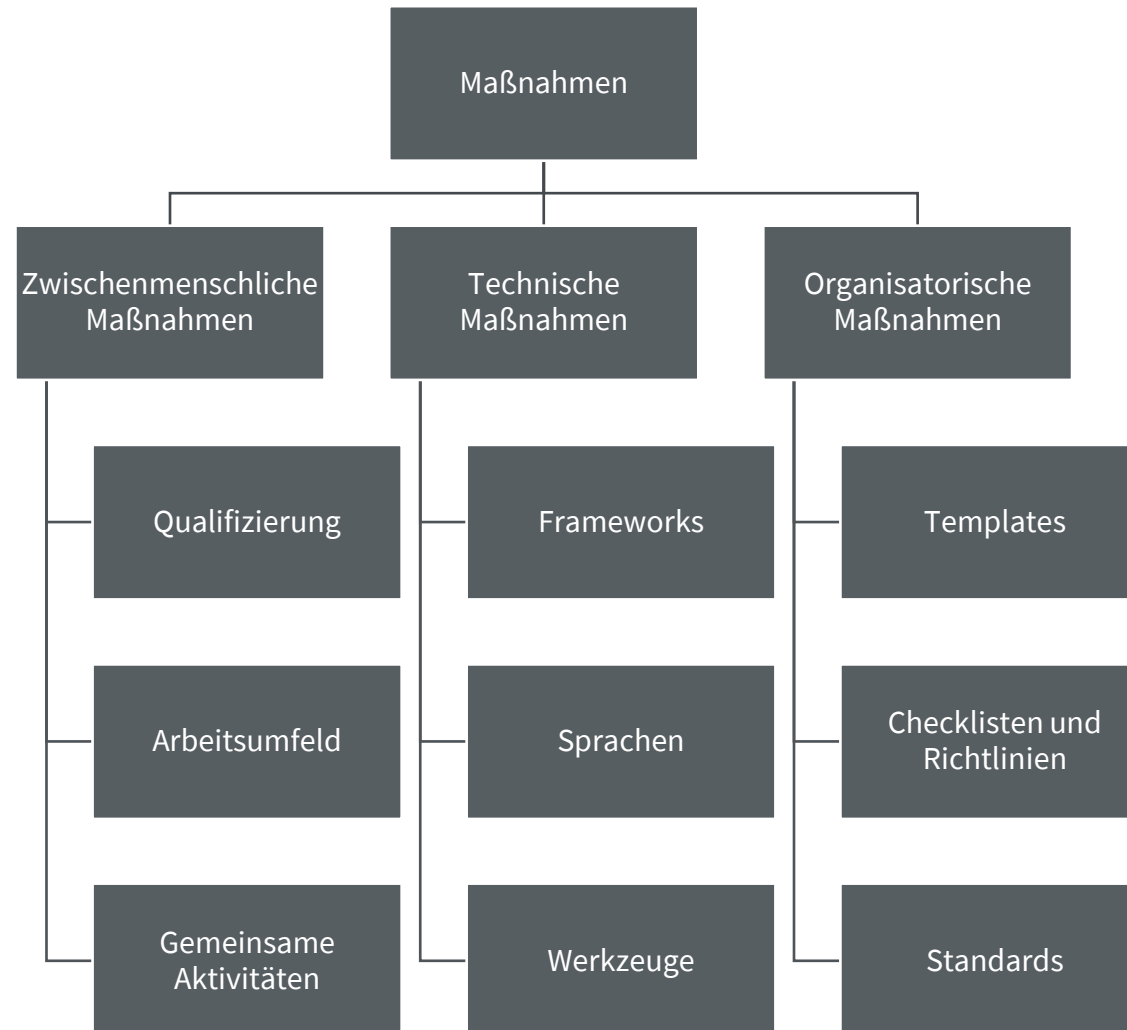 Maßnahmen
Zwischenmenschliche
Maßnahmen
Technische
Maßnahmen
Organisatorische
Maßnahmen
Qualifizierung
Frameworks
Templates
Arbeitsumfeld
Sprachen
Checklisten und
Richtlinien
Gemeinsame
Aktivitäten
Werkzeuge
Standards